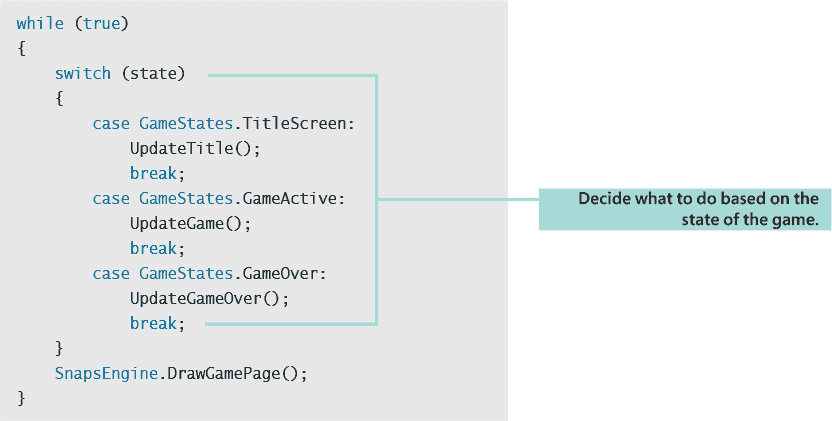 while (true)
{
    switch (state)
    {
        case GameStates.TitleScreen:
            UpdateTitle();
            break;
        case GameStates.GameActive:
            UpdateGame();
            break;
        case GameStates.GameOver:
            UpdateGameOver();
            break;
    }
    SnapsEngine.DrawGamePage();
}
Decide what to do based on the
state of the game.